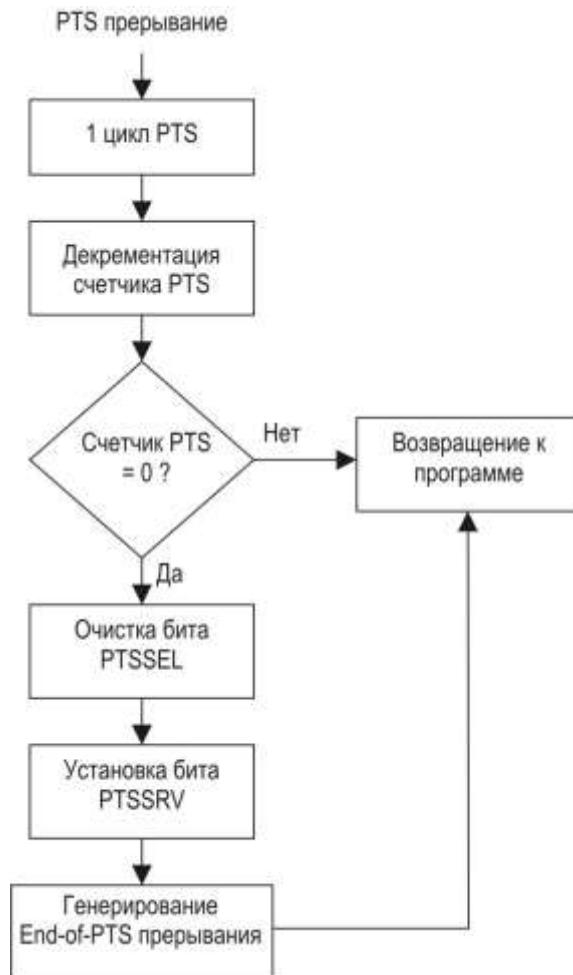 PTS прерывание
1 цикл PTS
Декрементация
счетчика PTS
Счетчик PTS
= 0 ?
Нет
Возвращение к
программе
Да
Очистка бита
PTSSEL
Установка бита
PTSSRV
Генерирование
End-of-PTS прерывания